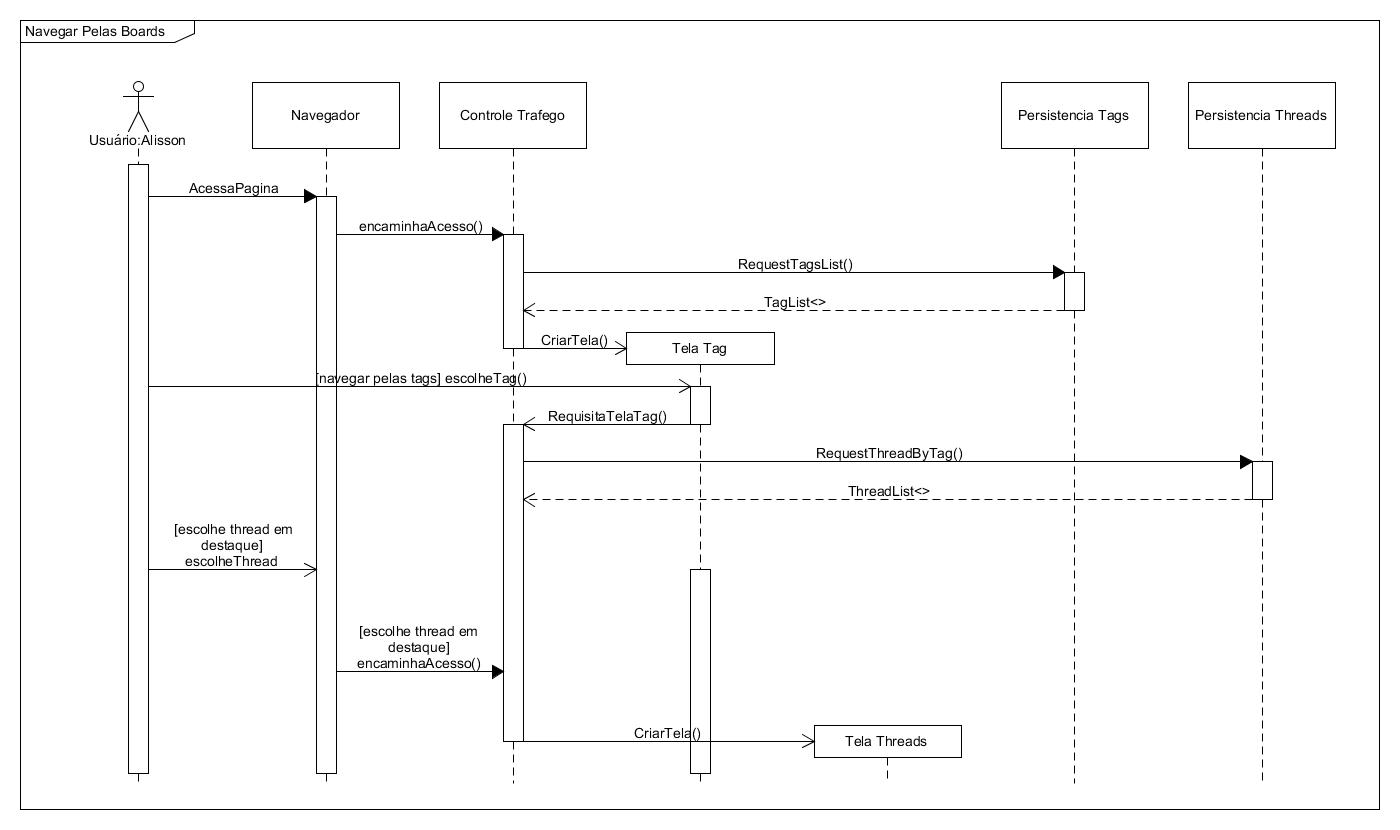 Navegar Pelas Boards
Usuário:Alisson
Navegador
Controle Trafego
Persistencia Tags
Persistencia Threads
AcessaPagina
encaminhaAcesso()
RequestTagsList()
TagList<>
CriarTela()
Tela Tag
[navegar pelas tags] escolheTag()
RequisitaTelaTag()
RequestThreadByTag()
ThreadList<>
[escolhe thread em
destaque]
escolheThread
[escolhe thread em
destaque]
encaminhaAcesso()
CriarTela()
Tela Threads